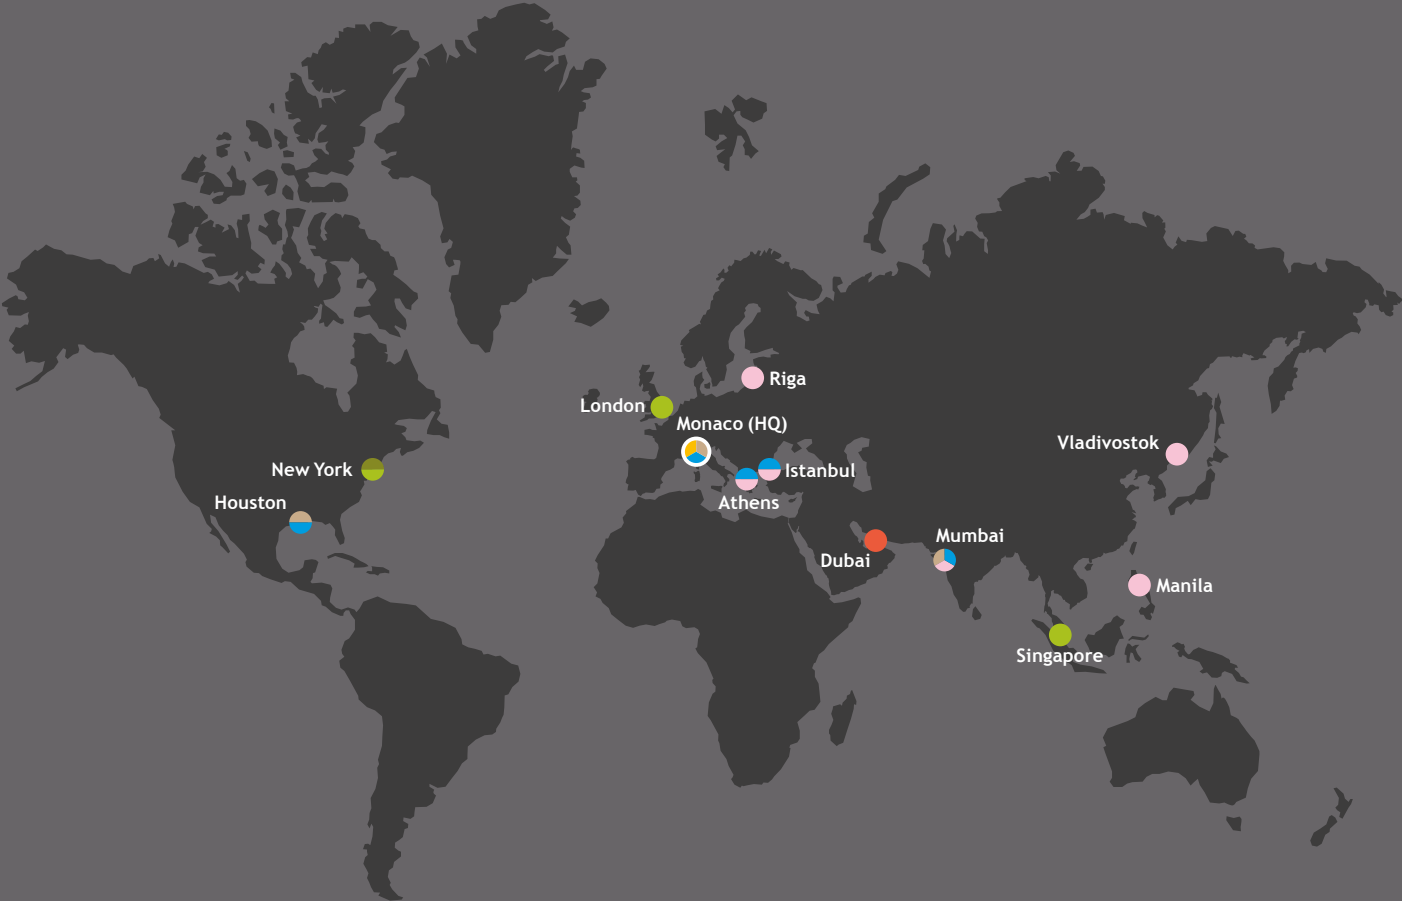 Riga
London
Monaco (HQ)
Vladivostok
New York
Istanbul
Houston
Athens
Mumbai
Dubai
Manila
Singapore